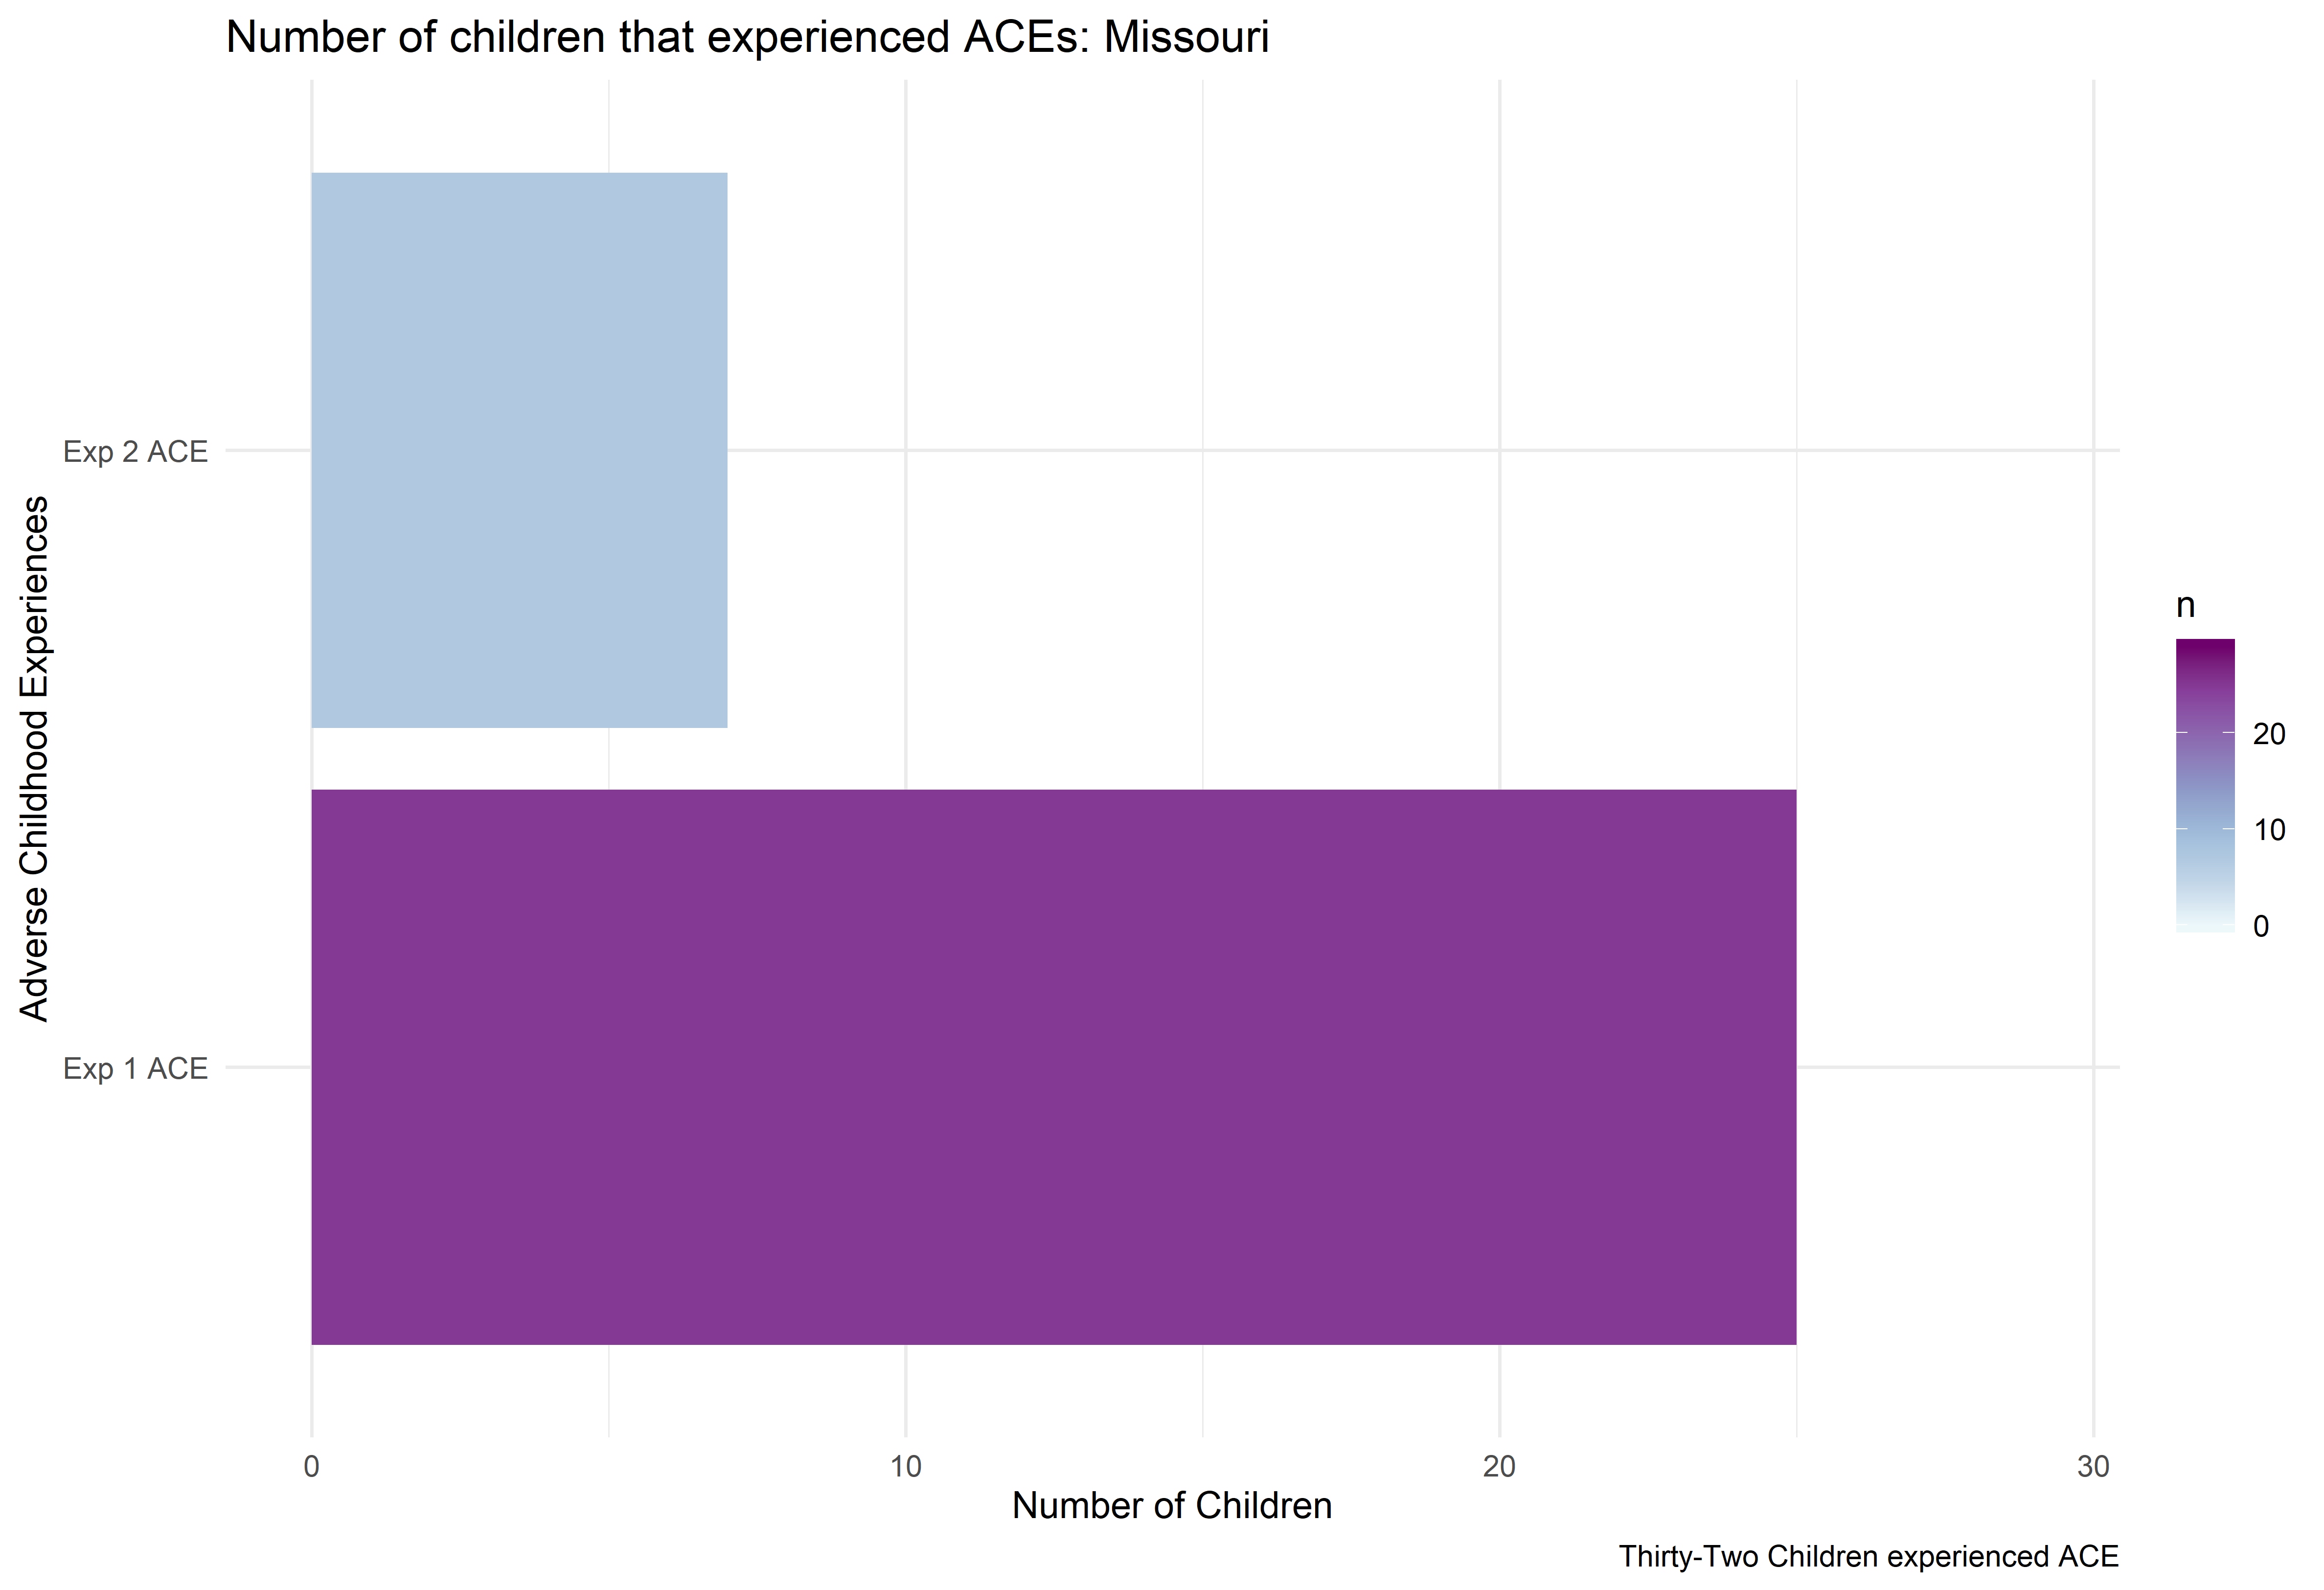 Number of children that experienced ACEs: Missouri
Adverse Childhood Experiences
Exp 2 ACE
Exp 1 ACE
0
10
20
30
Number of Children
n
20
10
0
Thirty-Two Children experienced ACE